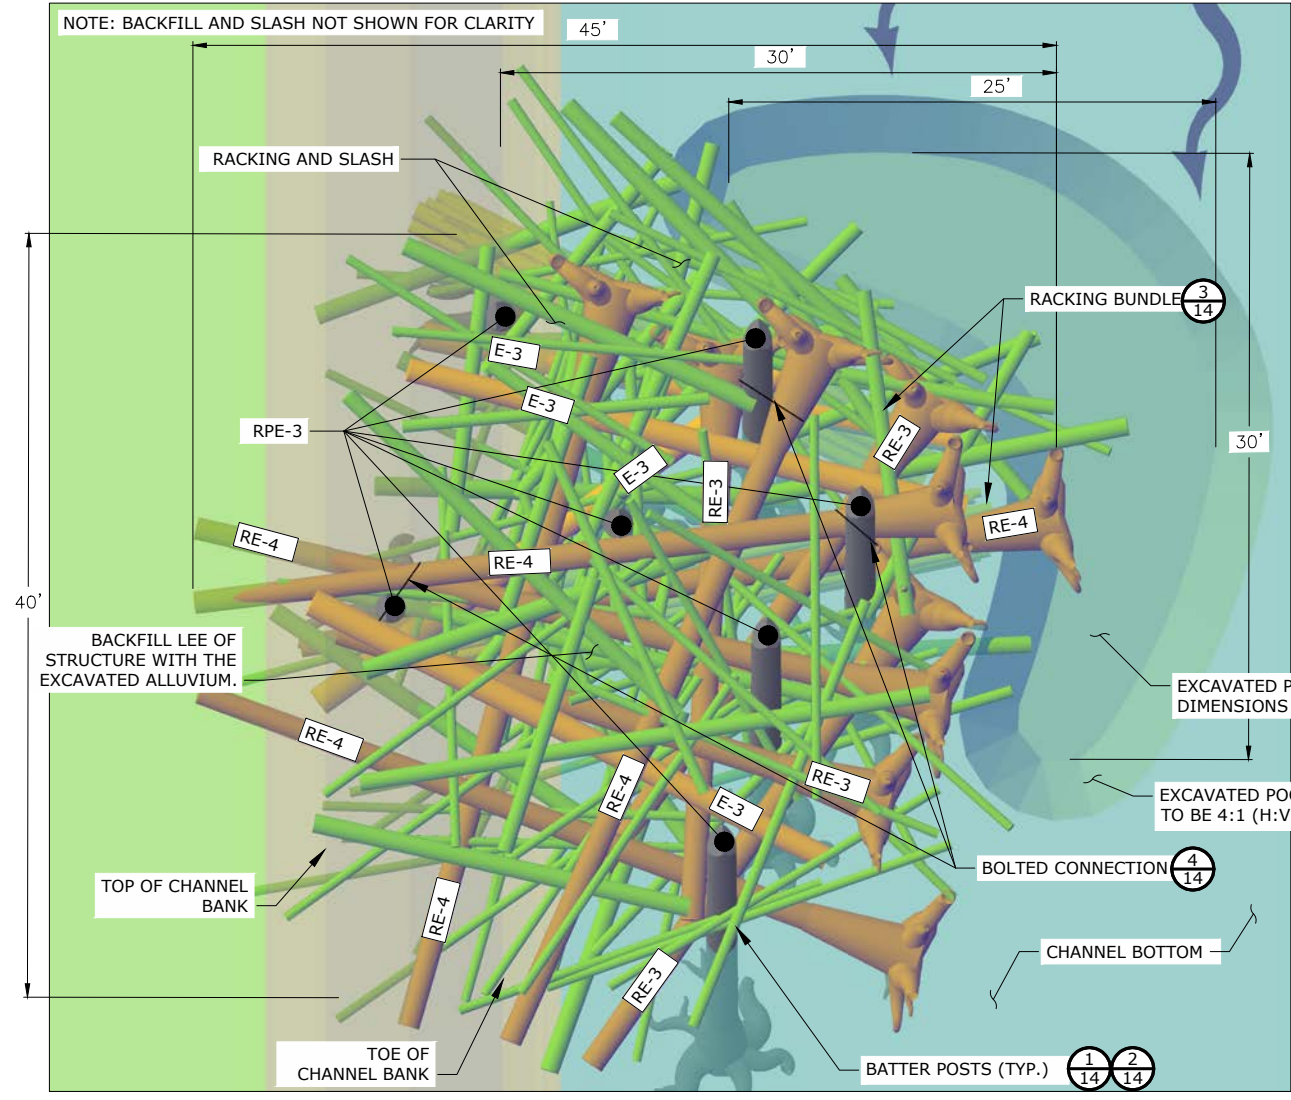 NOTE: BACKFILL AND SLASH NOT SHOWN FOR CLARITY
45'
30'
25'
RACKING AND SLASH
RACKING BUNDLE
3
14
E-3
E-3
RPE-3
E-3
RE-3
RE-3
30'
RE-4
RE-4
RE-4
40'
BACKFILL LEE OF
STRUCTURE WITH THE
EXCAVATED ALLUVIUM.
EXCAVATED P
DIMENSIONS
RE-4
RE-3
RE-4
E-3
EXCAVATED POO
TO BE 4:1 (H:V
BOLTED CONNECTION
4
14
TOP OF CHANNEL
BANK
RE-4
CHANNEL BOTTOM
RE-3
TOE OF
CHANNEL BANK
BATTER POSTS (TYP.)
1
14
2
14